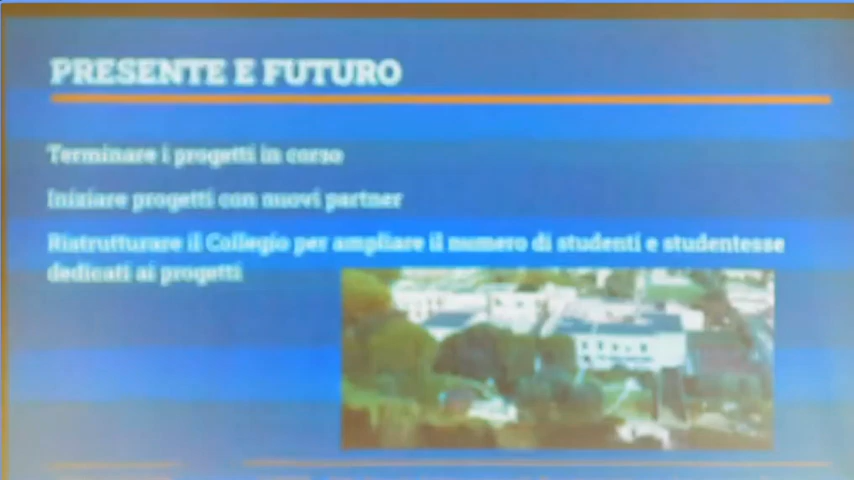 PRESENTE E FUTURO
Terminare i progetti in corso
Iniziare progetti con nuovi partner
Ristrutturare il Collegio per ampliare il numero di studenti e studentesse
dedicati ai progetti